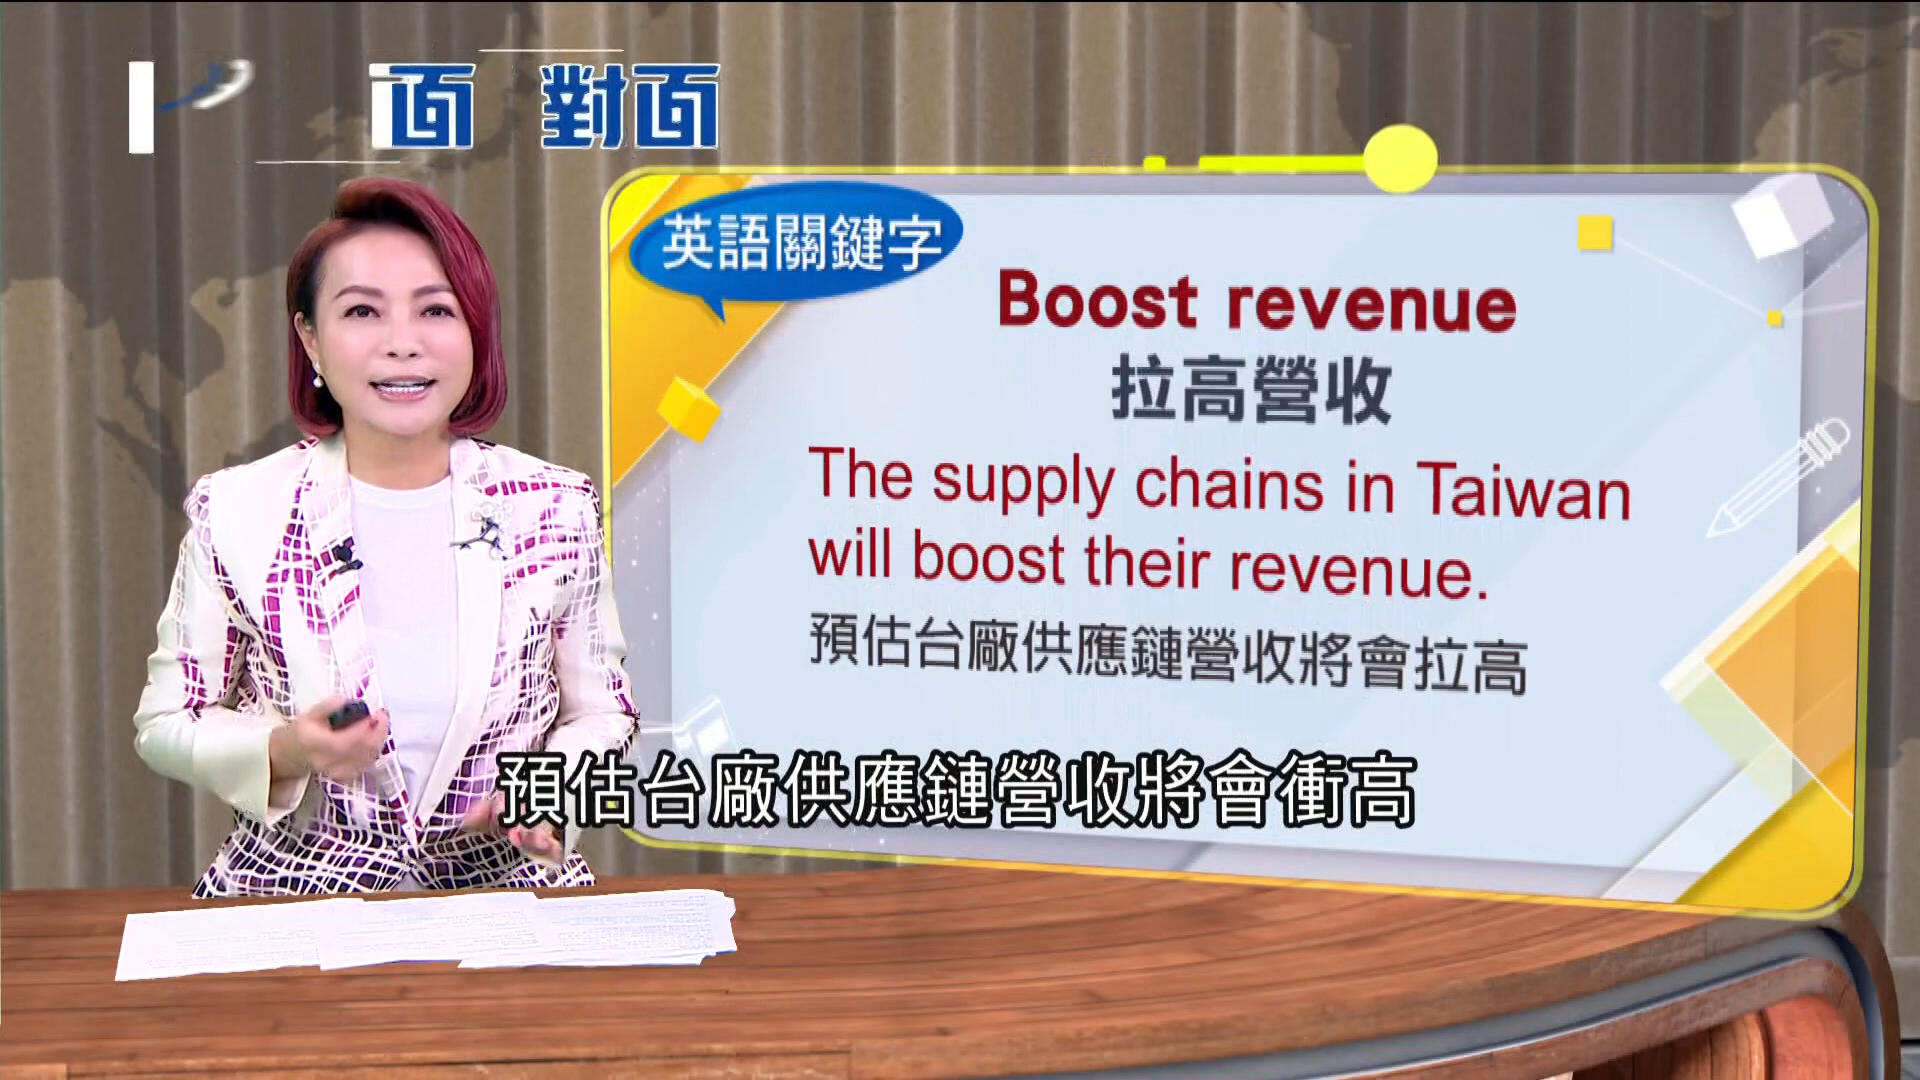 面 對面
英語關鍵字
Boost revenue
拉高營收
The supply chains in Taiwan
will boost their revenue.
預估台廠供應鏈營收將會拉高
預估台廠供應鏈營收將會衝高